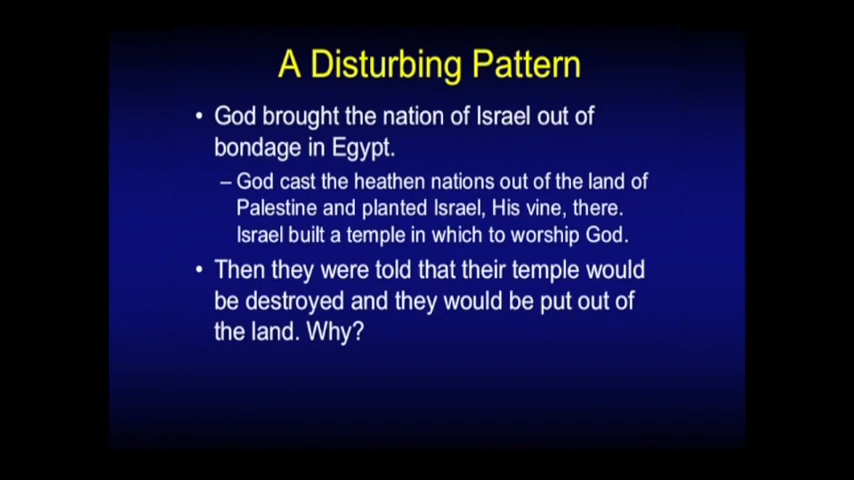 A Disturbing Pattern
• God brought the nation of Israel out of
bondage in Egypt.
– God cast the heathen nations out of the land of
Palestine and planted Israel, His vine, there.
Israel built a temple in which to worship God.
• Then they were told that their temple would
be destroyed and they would be put out of
the land. Why?